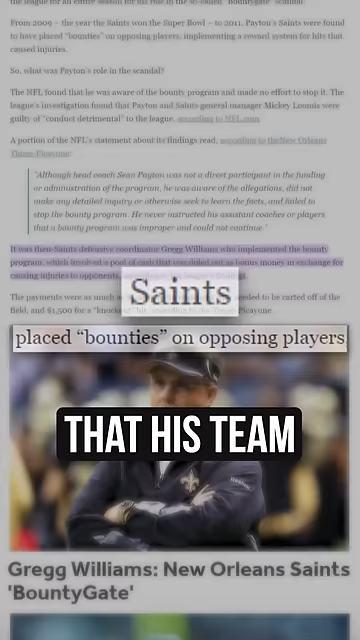 the league for an entire season for his role in the so-called "Bountygate" scandal.
From 2009 – the year the Saints won the Super Bowl – to 2011, Payton's Saints were found
to have placed "bounties" on opposing players, implementing a reward system for hits that
caused injuries.
So, what was Payton's role in the scandal?
The NFL found that he was aware of the bounty program and made no effort to stop it. The
league's investigation found that Payton and Saints general manager Mickey Loomis were
guilty of "conduct detrimental" to the league, according to NFL.com.
A portion of the NFL's statement about its findings read, according to the New Orleans
Times-Picayune:
"Although head coach Sean Payton was not a direct participant in the funding
or administration of the program, he was aware of the allegations, did not
make any detailed inquiry or otherwise seek to learn the facts, and failed to
stop the bounty program. He never instructed his assistant coaches or players
that a bounty program was improper and could not continue."
It was then-Saints defensive coordinator Gregg Williams who implemented the bounty
program, which involved a pool of cash that was doled out as bonus money in exchange for
causing injuries to opponents,
Saints
The payments were as much as
needed to be carted off of the
field, and $1,500 for a "knockout"
placed "bounties" on opposing players
THAT HIS TEAM
Gregg Williams: New Orleans Saints
'BountyGate'